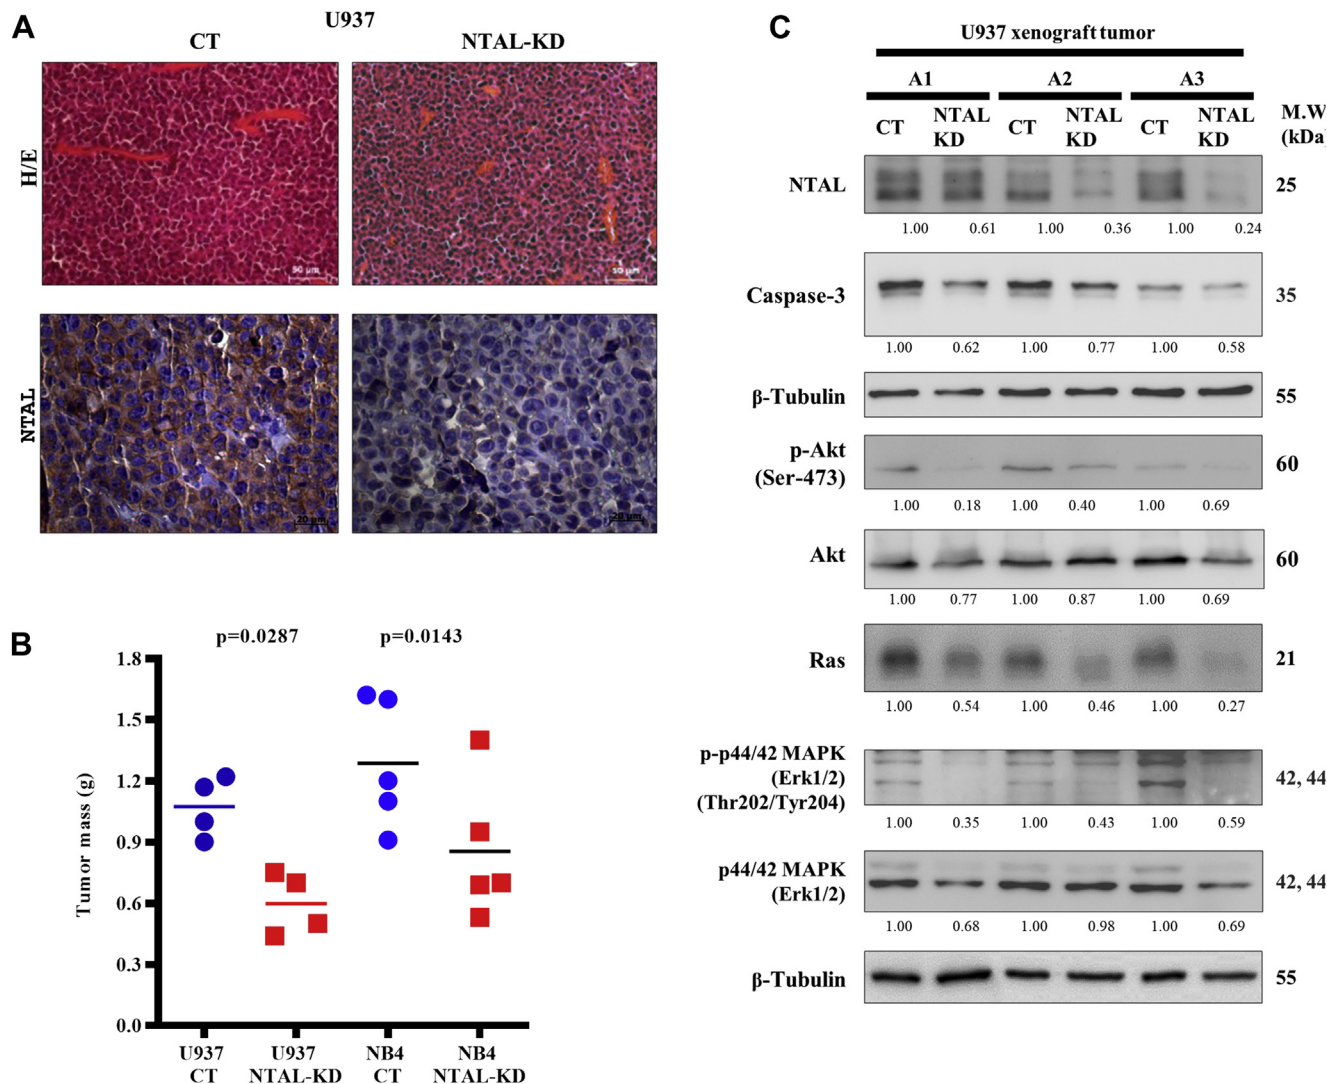 A
U937
CT
NTAL-KD
H/E
50 µm
50 µm
NTAL
20 µm
20 µm
B
p=0.0287
p=0.0143
Tumor mass (g)
1.8
1.5
1.2
0.9
0.6
0.3
0.0
U937
CT
U937
NTAL-KD
NB4
CT
NB4
NTAL-KD
C
U937 xenograft tumor
A1
A2
A3
CT
NTAL
KD
CT
NTAL
KD
CT
NTAL
KD
M.W
(kDa)
NTAL
25
1.00 0.61 1.00 0.36 1.00 0.24
Caspase-3
35
1.00 0.62 1.00 0.77 1.00 0.58
β-Tubulin
55
p-Akt
(Ser-473)
60
1.00 0.18 1.00 0.40 1.00 0.69
Akt
60
1.00 0.77 1.00 0.87 1.00 0.69
Ras
21
1.00 0.54 1.00 0.46 1.00 0.27
p-p44/42 MAPK
(Erk1/2)
(Thr202/Tyr204)
42, 44
1.00 0.35 1.00 0.43 1.00 0.59
p44/42 MAPK
(Erk1/2)
42, 44
1.00 0.68 1.00 0.98 1.00 0.69
β-Tubulin
55